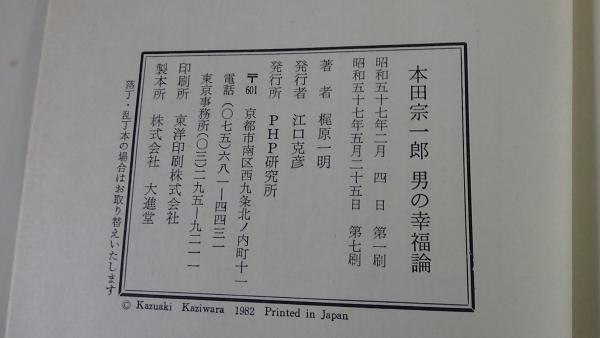 本田宗一郎 男の幸福論
昭和五十七年二月 四 日 第一刷
昭和五十七年五月二十五日 第七刷
著 者 梶原一明
発行者 江口克彦
発行所 PHP研究所
〒601 京都市南区西九条北ノ内町十一
電話(〇七五)六八一―四四三一
東京事務所(〇三)二九五―九二一一
印刷所 東洋印刷株式会社
製本所 株式会社 大進堂
落丁・乱丁本の場合はお取り替えいたします
© Kazuaki Kaziwara 1982 Printed in Japan